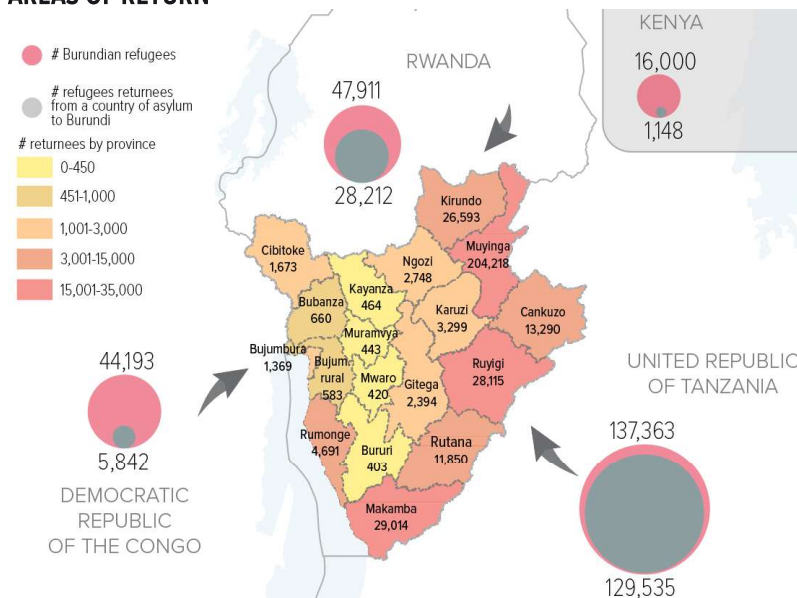 AREAS OF RETURN
# Burundian refugees
# refugees returnees
from a country of asylum
to Burundi
# returnees by province
0-450
451-1,000
1,001-3,000
3,001-15,000
15,001-35,000
KENYA
16,000
1,148
RWANDA
47,911
28,212
Kirundo
26,593
Muyinga
204,218
Cibitoke
1,673
Ngozi
2,748
Kayanza
464
Bubanza
660
Karuzi
3,299
Cankuzo
13,290
Muramvya
443
Bujumbura
1,369
Bujum
rural
583
Mwaro
420
Gitega
2,394
Ruyigi
28,115
Rumonge
4,691
Bururi
403
Rutana
11,850
Makamba
29,014
44,193
5,842
DEMOCRATIC
REPUBLIC
OF THE CONGO
UNITED REPUBLIC
OF TANZANIA
137,363
129,535